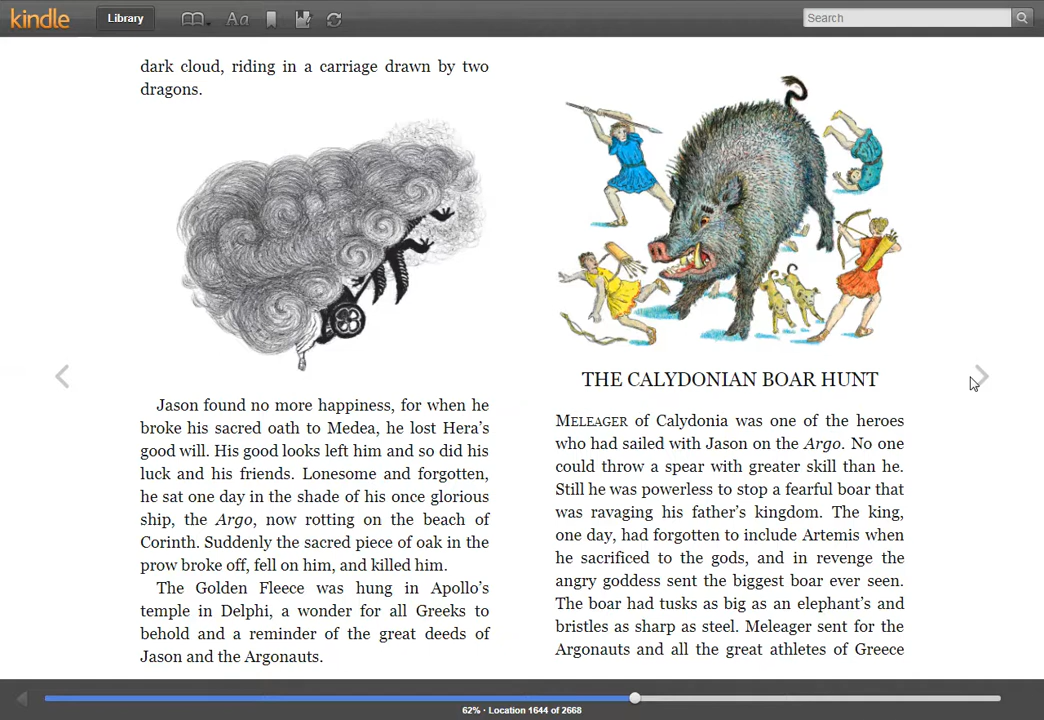 kindle
Library
Aa
Search
dark cloud, riding in a carriage drawn by two
dragons.
Jason found no more happiness, for when he
broke his sacred oath to Medea, he lost Hera's
good will. His good looks left him and so did his
luck and his friends. Lonesome and forgotten,
he sat one day in the shade of his once glorious
ship, the Argo, now rotting on the beach of
Corinth. Suddenly the sacred piece of oak in the
prow broke off, fell on him, and killed him.
The Golden Fleece was hung in Apollo's
temple in Delphi, a wonder for all Greeks to
behold and a reminder of the great deeds of
Jason and the Argonauts.
THE CALYDONIAN BOAR HUNT
MELEAGER of Calydonia was one of the heroes
who had sailed with Jason on the Argo. No one
could throw a spear with greater skill than he.
Still he was powerless to stop a fearful boar that
was ravaging his father's kingdom. The king,
one day, had forgotten to include Artemis when
he sacrificed to the gods, and in revenge the
angry goddess sent the biggest boar ever seen.
The boar had tusks as big as an elephant's and
bristles as sharp as steel. Meleager sent for the
Argonauts and all the great athletes of Greece
62% · Location 1644 of 2668